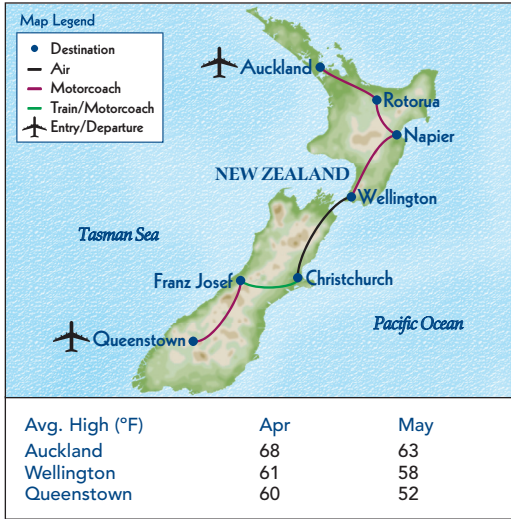 Map Legend
Destination
Air
Motorcoach
Train/Motorcoach
Entry/Departure
Auckland
Rotorua
Napier
NEW ZEALAND
Wellington
Tasman Sea
Franz Josef
Christchurch
Pacific Ocean
Queenstown
Avg. High (°F) Apr May
Auckland 68 63
Wellington 61 58
Queenstown 60 52